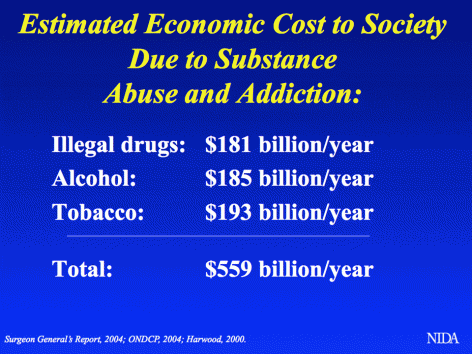 Estimated Economic Cost to Society
Due to Substance
Abuse and Addiction:
Illegal drugs: $181 billion/year
Alcohol: $185 billion/year
Tobacco: $193 billion/year
Total: $559 billion/year
Surgeon General's Report, 2004; ONDCP, 2004; Harwood, 2000.
NIDA